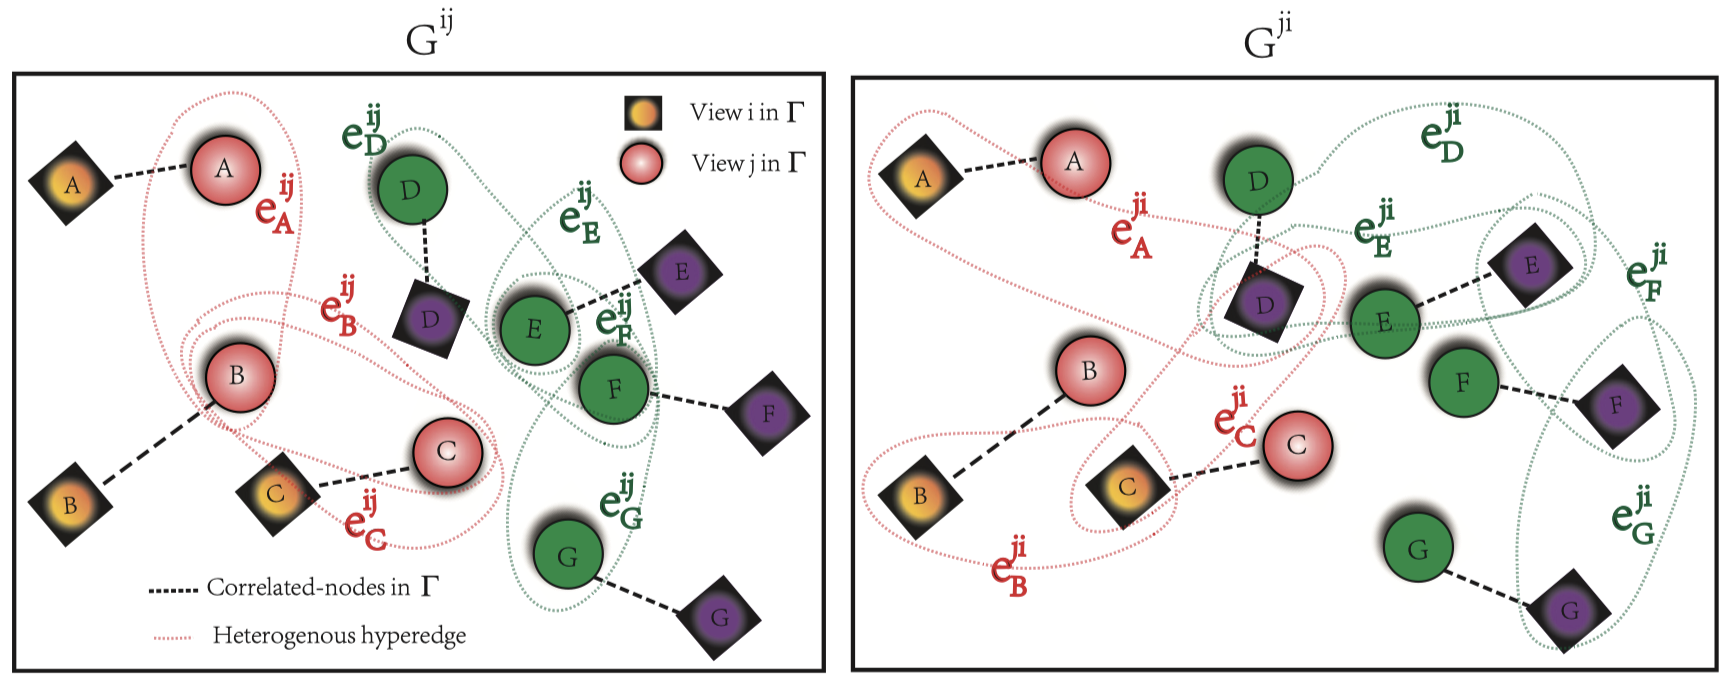 G^ij
G^ji
View i in Γ
View j in Γ
A
A
e_A^ij
D
e_D^ij
D
e_E^ij
E
E
e_F^ij
F
F
B
e_B^ij
B
C
C
e_C^ij
G
e_G^ij
G
Correlated-nodes in Γ
Heterogenous hyperedge
A
A
e_A^ji
D
e_D^ji
D
e_E^ji
E
E
e_F^ji
F
F
B
B
e_B^ji
C
C
e_C^ji
G
e_G^ji
G